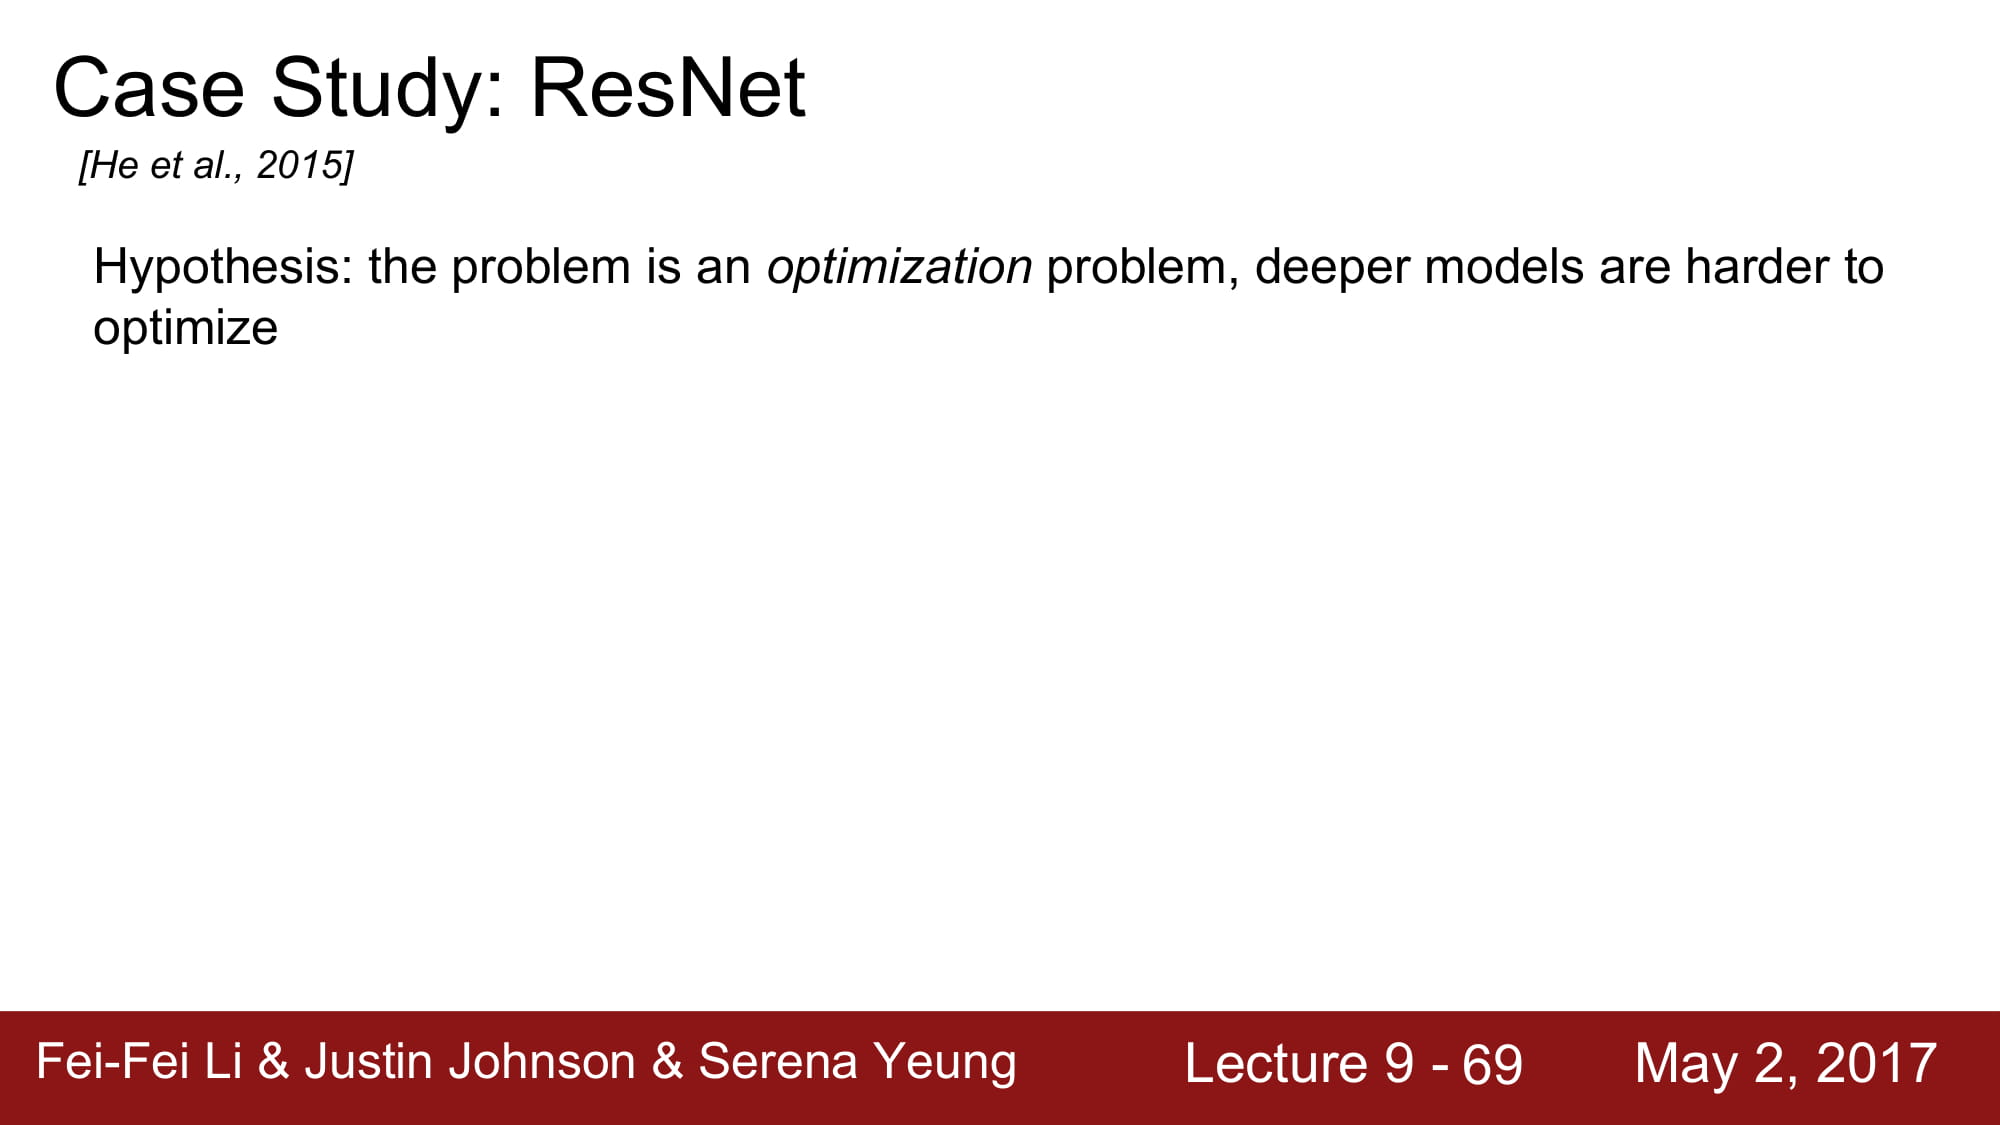 Case Study: ResNet
[He et al., 2015]
Hypothesis: the problem is an optimization problem, deeper models are harder to
optimize
Fei-Fei Li & Justin Johnson & Serena Yeung
Lecture 9 - 69
May 2, 2017